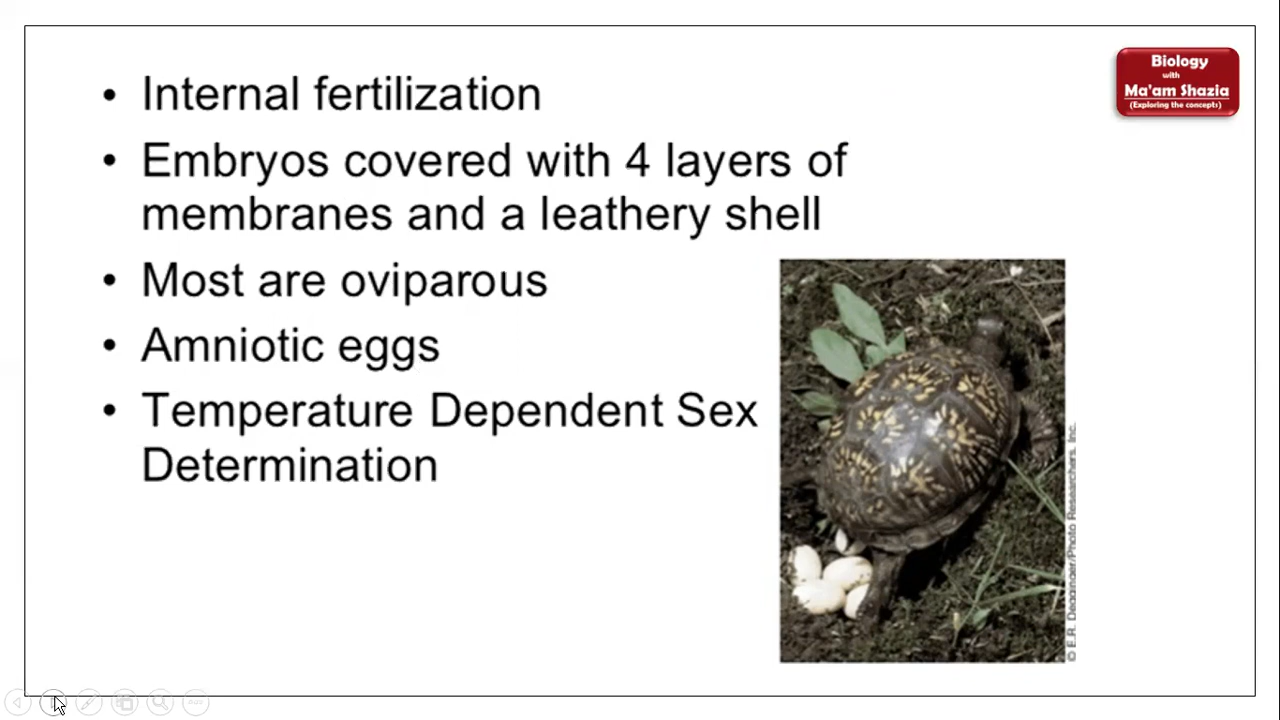 Biology
with
Ma'am Shazia
(Exploring the concepts)
• Internal fertilization
• Embryos covered with 4 layers of
membranes and a leathery shell
• Most are oviparous
• Amniotic eggs
• Temperature Dependent Sex
Determination
© E.R. Degginger/Photo Researchers, Inc.